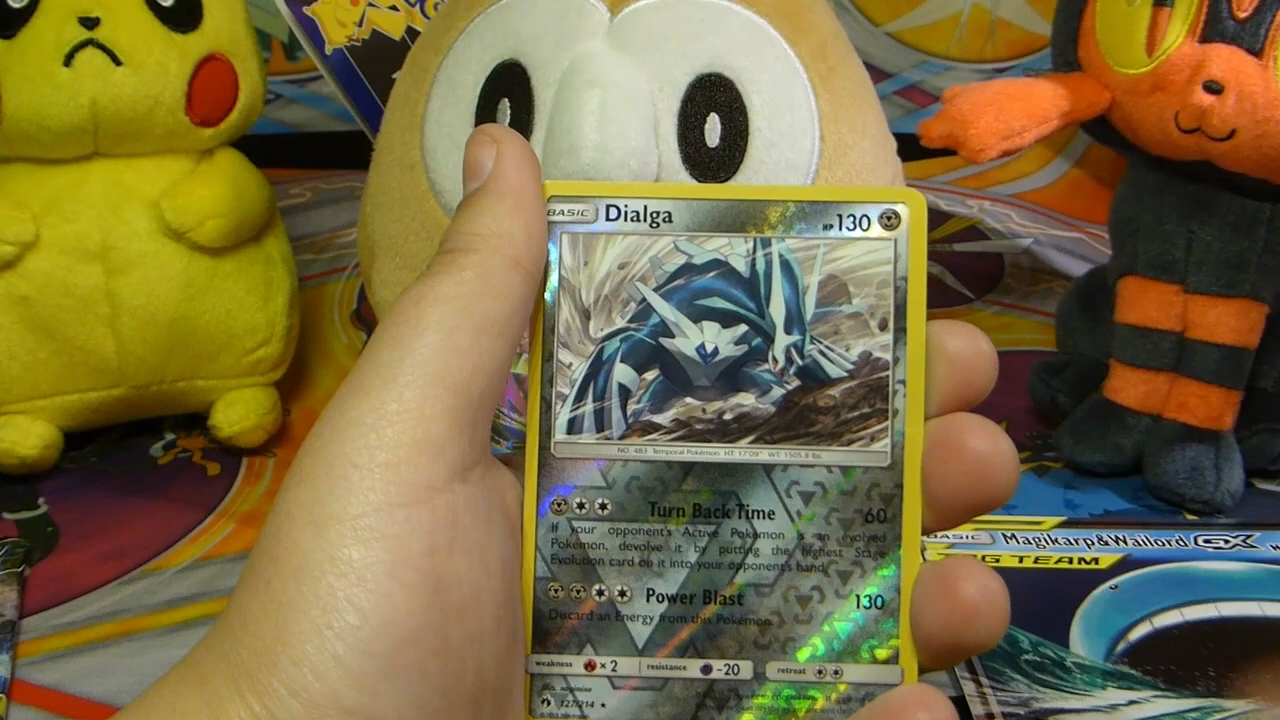 BASIC Dialga HP 130
NO. 483 Temporal Pokémon HT: 17'09" WT: 1505.8 lbs.
Turn Back Time 60
If your opponent's Active Pokémon is an evolved
Pokémon, devolve it by putting the highest Stage
Evolution card on it into your opponent's hand.
Power Blast 130
Discard an Energy from this Pokémon.
weakness ×2 resistance -20 retreat
127/214
BASIC Magikarp&Wailord GX
TEAM